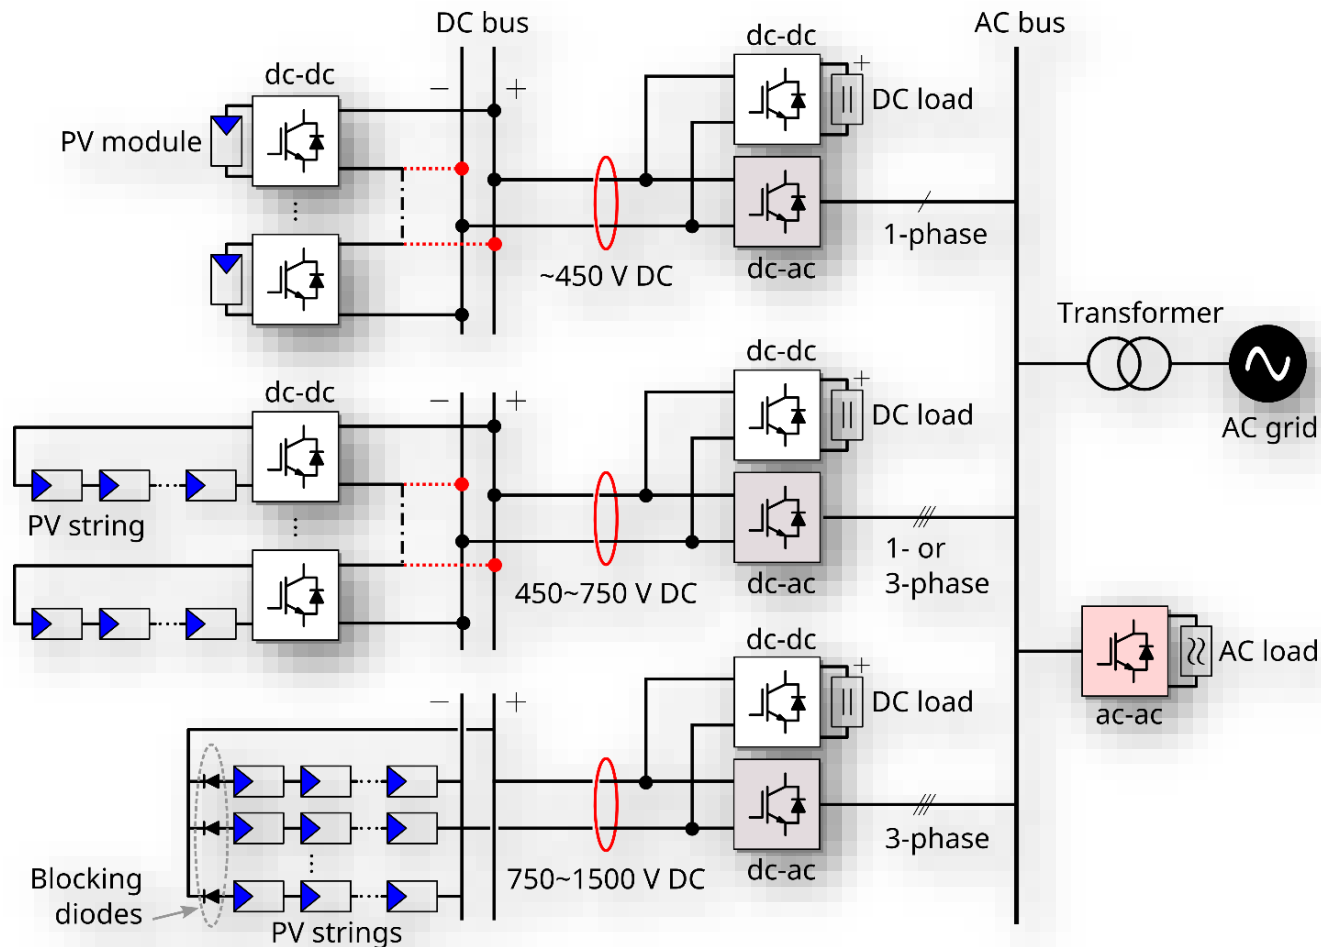 DC bus
AC bus
dc-dc
dc-dc
− +
+
DC load
PV module
1-phase
~450 V DC
dc-ac
Transformer
dc-dc
dc-dc
− +
+
DC load
AC grid
PV string
1- or
3-phase
450~750 V DC
dc-ac
dc-dc
+
AC load
− +
DC load
ac-ac
3-phase
Blocking
diodes
750~1500 V DC
dc-ac
PV strings